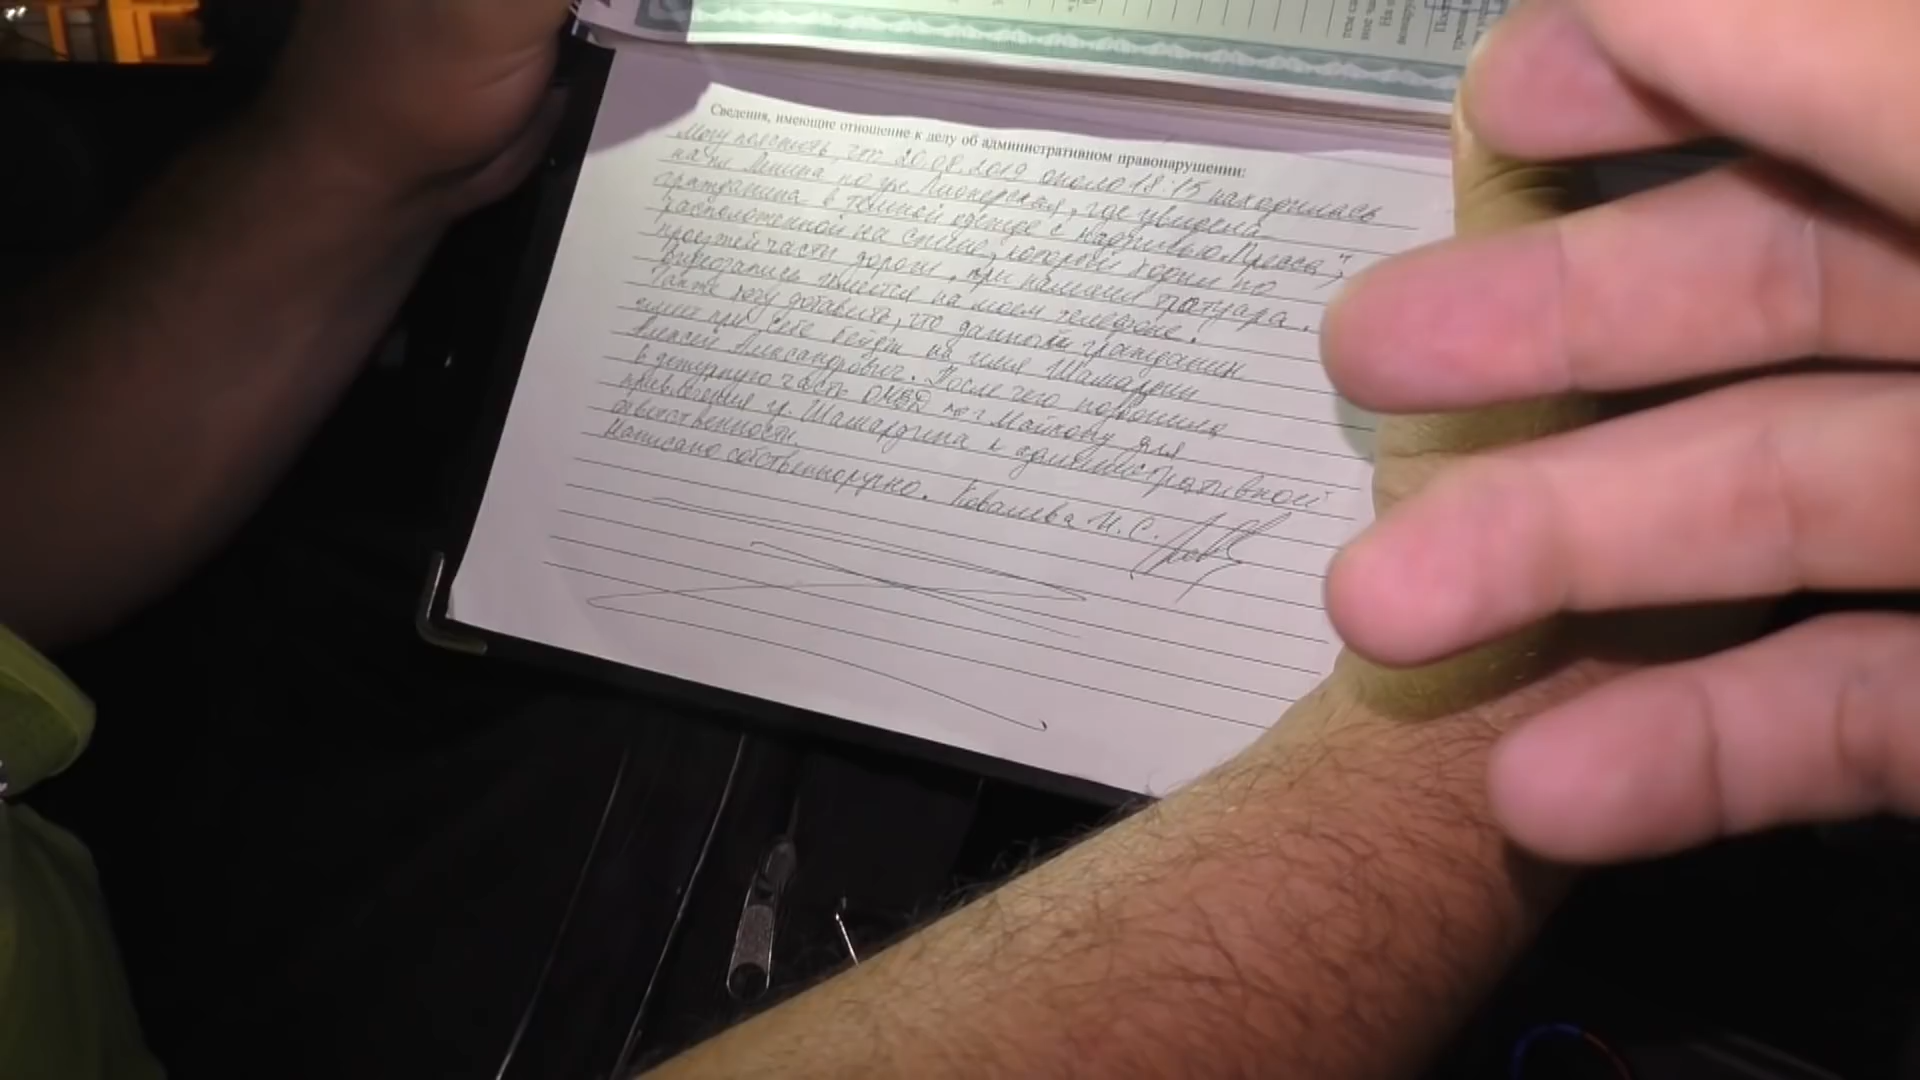 Сведения, имеющие отношение к делу об административном правонарушении:
Могу пояснить, что 20.08.2019 около 18:15 находилась
на пл. Ленина по ул. Пионерская, где увидела
гражданина в темной одежде с надписью "Пресса",
расположенной на спине, который ходил по
проезжей части дороги, при наличии тротуара.
Видеозапись имеется на моем телефоне.
Также хочу добавить, что данный гражданин
имеет при себе бейдж на имя Шамардин
Алексей Александрович. После чего позвонила
в дежурную часть ОМВД по г. Майкопу для
привлечения гр. Шамардина к административной
ответственности.
Написано собственноручно. Ковалева И.С.